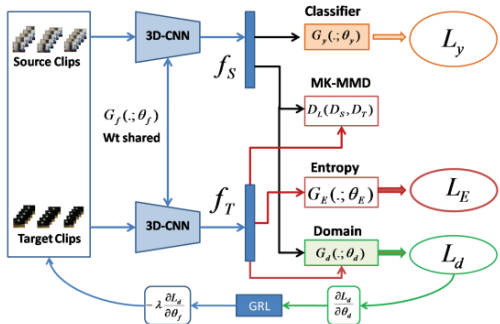 Source Clips
3D-CNN
f_S
Classifier
G_y(.;θ_y)
L_y
G_f(.;θ_f)
Wt shared
MK-MMD
D_L(D_S,D_T)
Target Clips
3D-CNN
f_T
Entropy
G_E(.;θ_E)
L_E
Domain
G_d(.;θ_d)
L_d
-λ ∂L_d/∂θ_f
GRL
∂L_d/∂θ_d